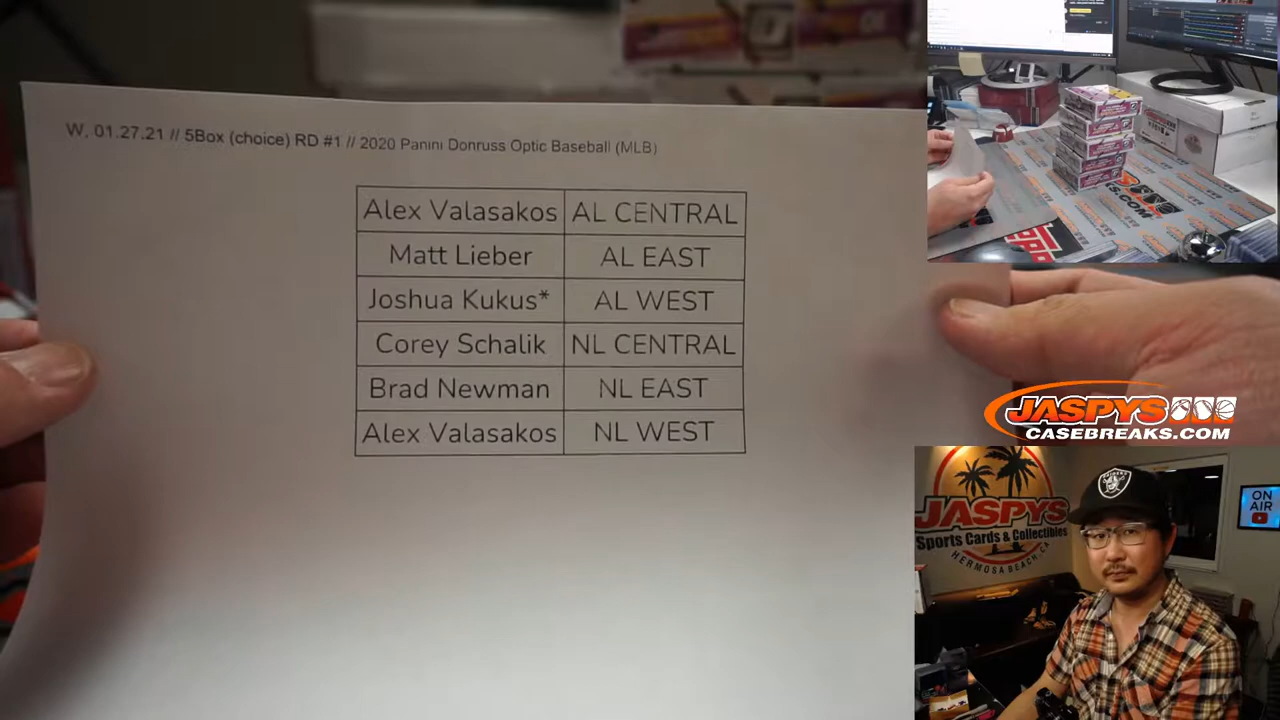 W. 01.27.21 // 5Box (choice) RD #1 // 2020 Panini Donruss Optic Baseball (MLB)
Alex Valasakos AL CENTRAL
Matt Lieber AL EAST
Joshua Kukus* AL WEST
Corey Schalik NL CENTRAL
Brad Newman NL EAST
Alex Valasakos NL WEST
JASPYS
CASEBREAKS.COM
JASPYS
Sports Cards & Collectibles
HERMOSA BEACH, CA
RAIDERS
ON
AIR